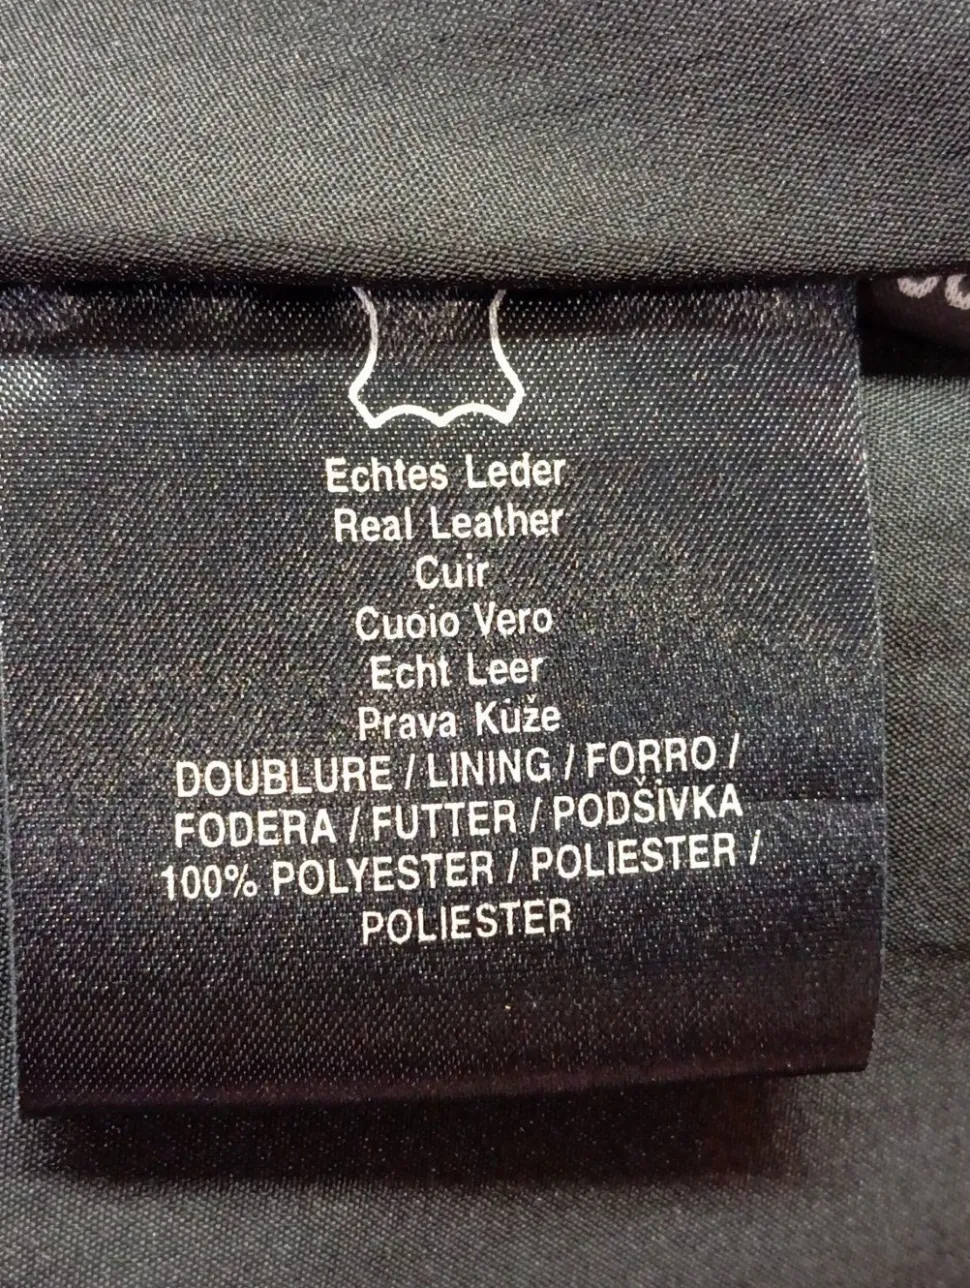 Echtes Leder
Real Leather
Cuir
Cuoio Vero
Echt Leer
Prava Kůže
DOUBLURE / LINING / FORRO /
FODERA / FUTTER / PODŠIVKA
100% POLYESTER / POLIESTER /
POLIESTER